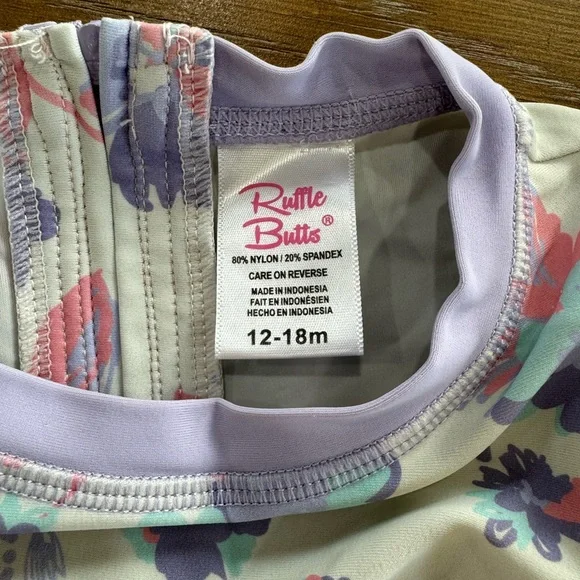 Ruffle
Butts®
80% NYLON / 20% SPANDEX
CARE ON REVERSE
MADE IN INDONESIA
FAIT EN INDONÉSIEN
HECHO EN INDONESIA
12-18m